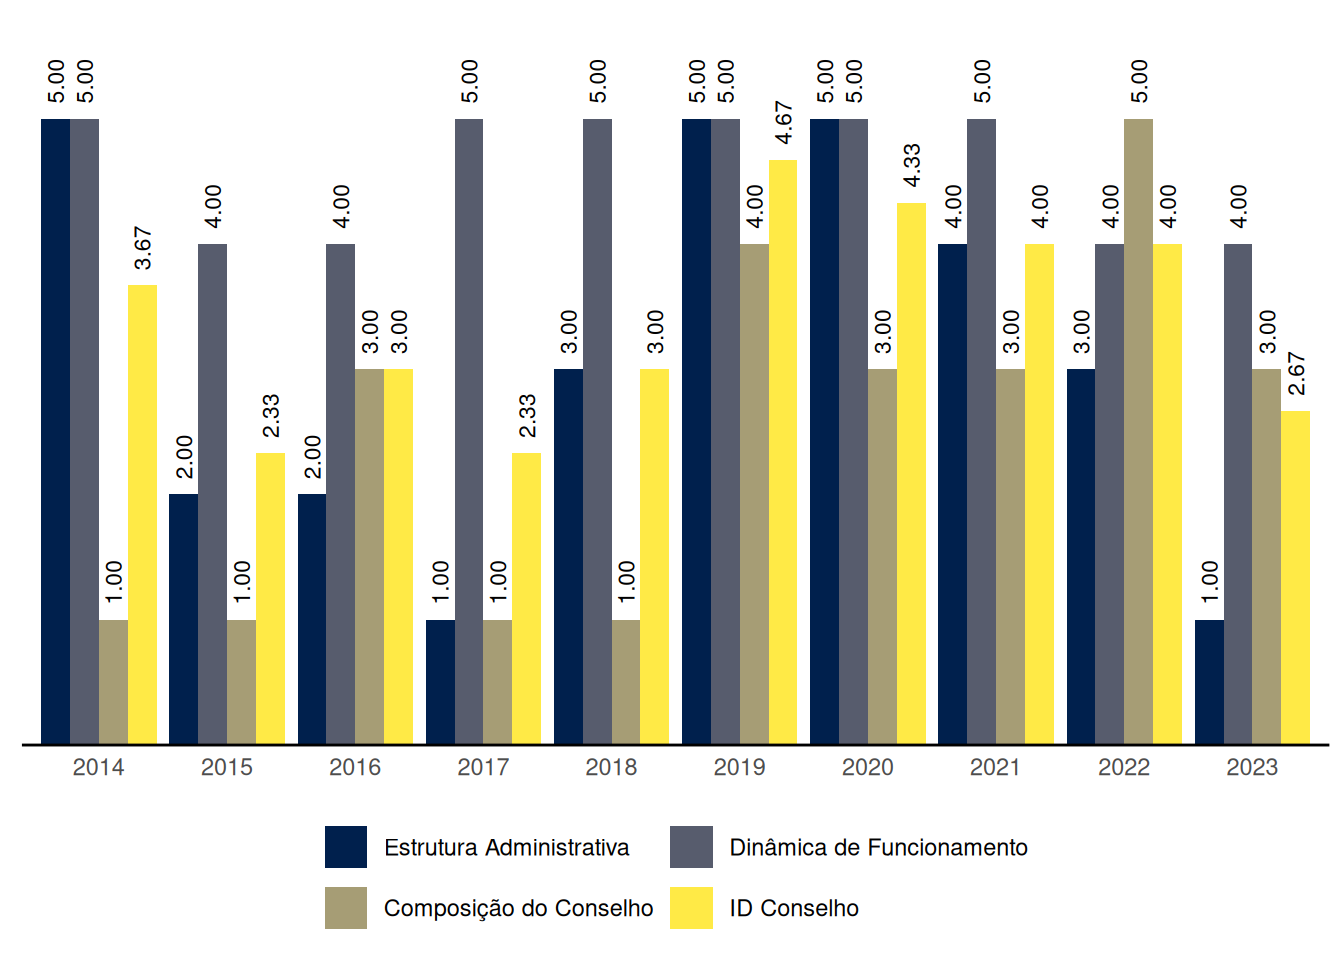 5.00 5.00 1.00 3.67
2.00 4.00 1.00 2.33
2.00 4.00 3.00 3.00
1.00 5.00 1.00 2.33
3.00 5.00 1.00 3.00
5.00 5.00 4.00 4.67
5.00 5.00 3.00 4.33
4.00 5.00 3.00 4.00
3.00 4.00 5.00 4.00
1.00 4.00 3.00 2.67
2014 2015 2016 2017 2018 2019 2020 2021 2022 2023
Estrutura Administrativa Dinâmica de Funcionamento
Composição do Conselho ID Conselho